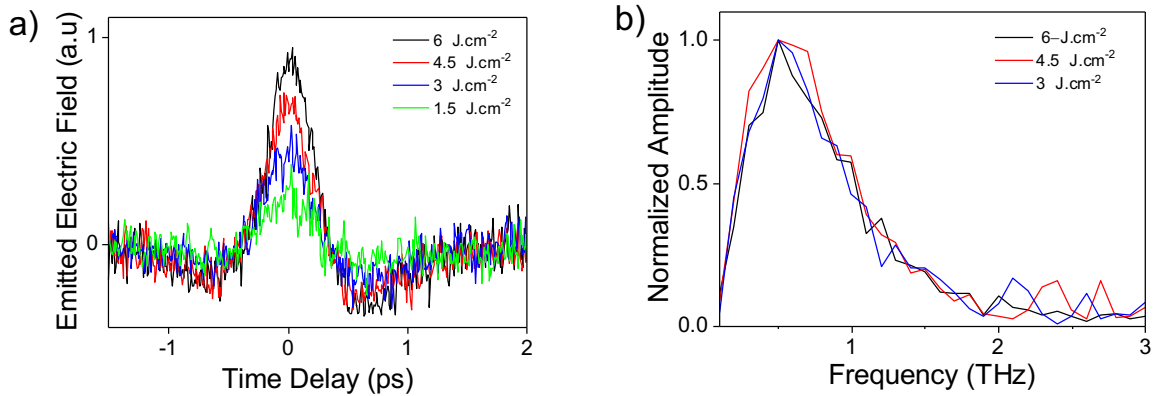 a)
Emitted Electric Field (a.u)
1
0
6 J.cm⁻²
4.5 J.cm⁻²
3 J.cm⁻²
1.5 J.cm⁻²
-1 0 1 2
Time Delay (ps)
b)
Normalized Amplitude
1.0
0.5
0.0
6–J.cm⁻²
4.5 J.cm⁻²
3 J.cm⁻²
1 2 3
Frequency (THz)